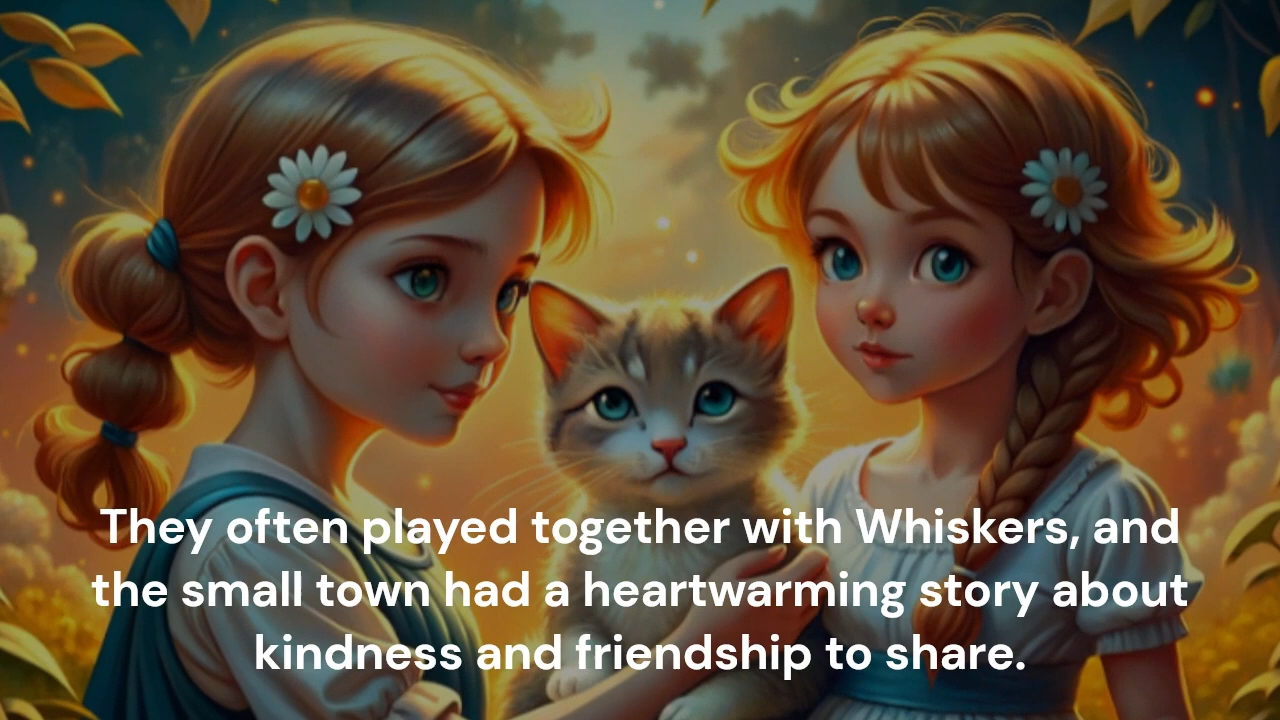 They often played together with Whiskers, and
the small town had a heartwarming story about
kindness and friendship to share.